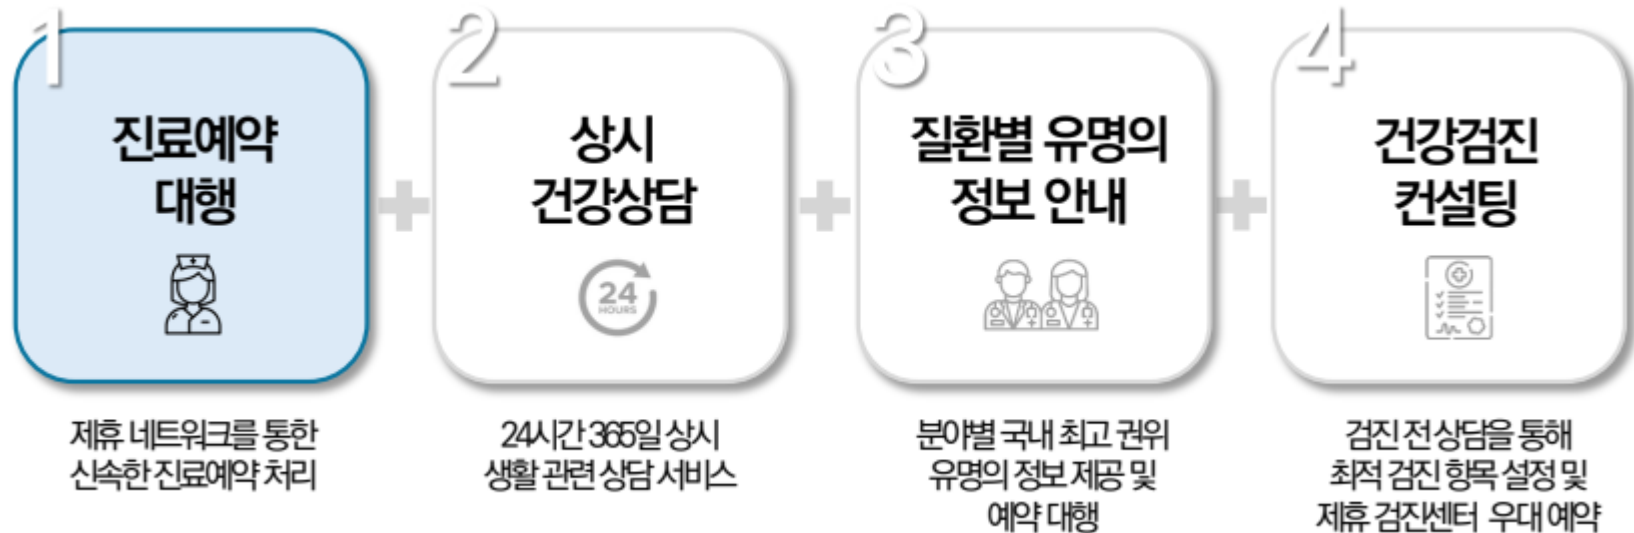 1
진료예약
대행
제휴 네트워크를 통한
신속한 진료예약 처리
2
상시
건강상담
24
HOURS
24시간 365일 상시
생활 관련 상담 서비스
3
질환별 유명의
정보 안내
분야별 국내 최고 권위
유명의 정보 제공 및
예약 대행
4
건강검진
컨설팅
검진 전 상담을 통해
최적 검진 항목 설정 및
제휴 검진센터 우대 예약